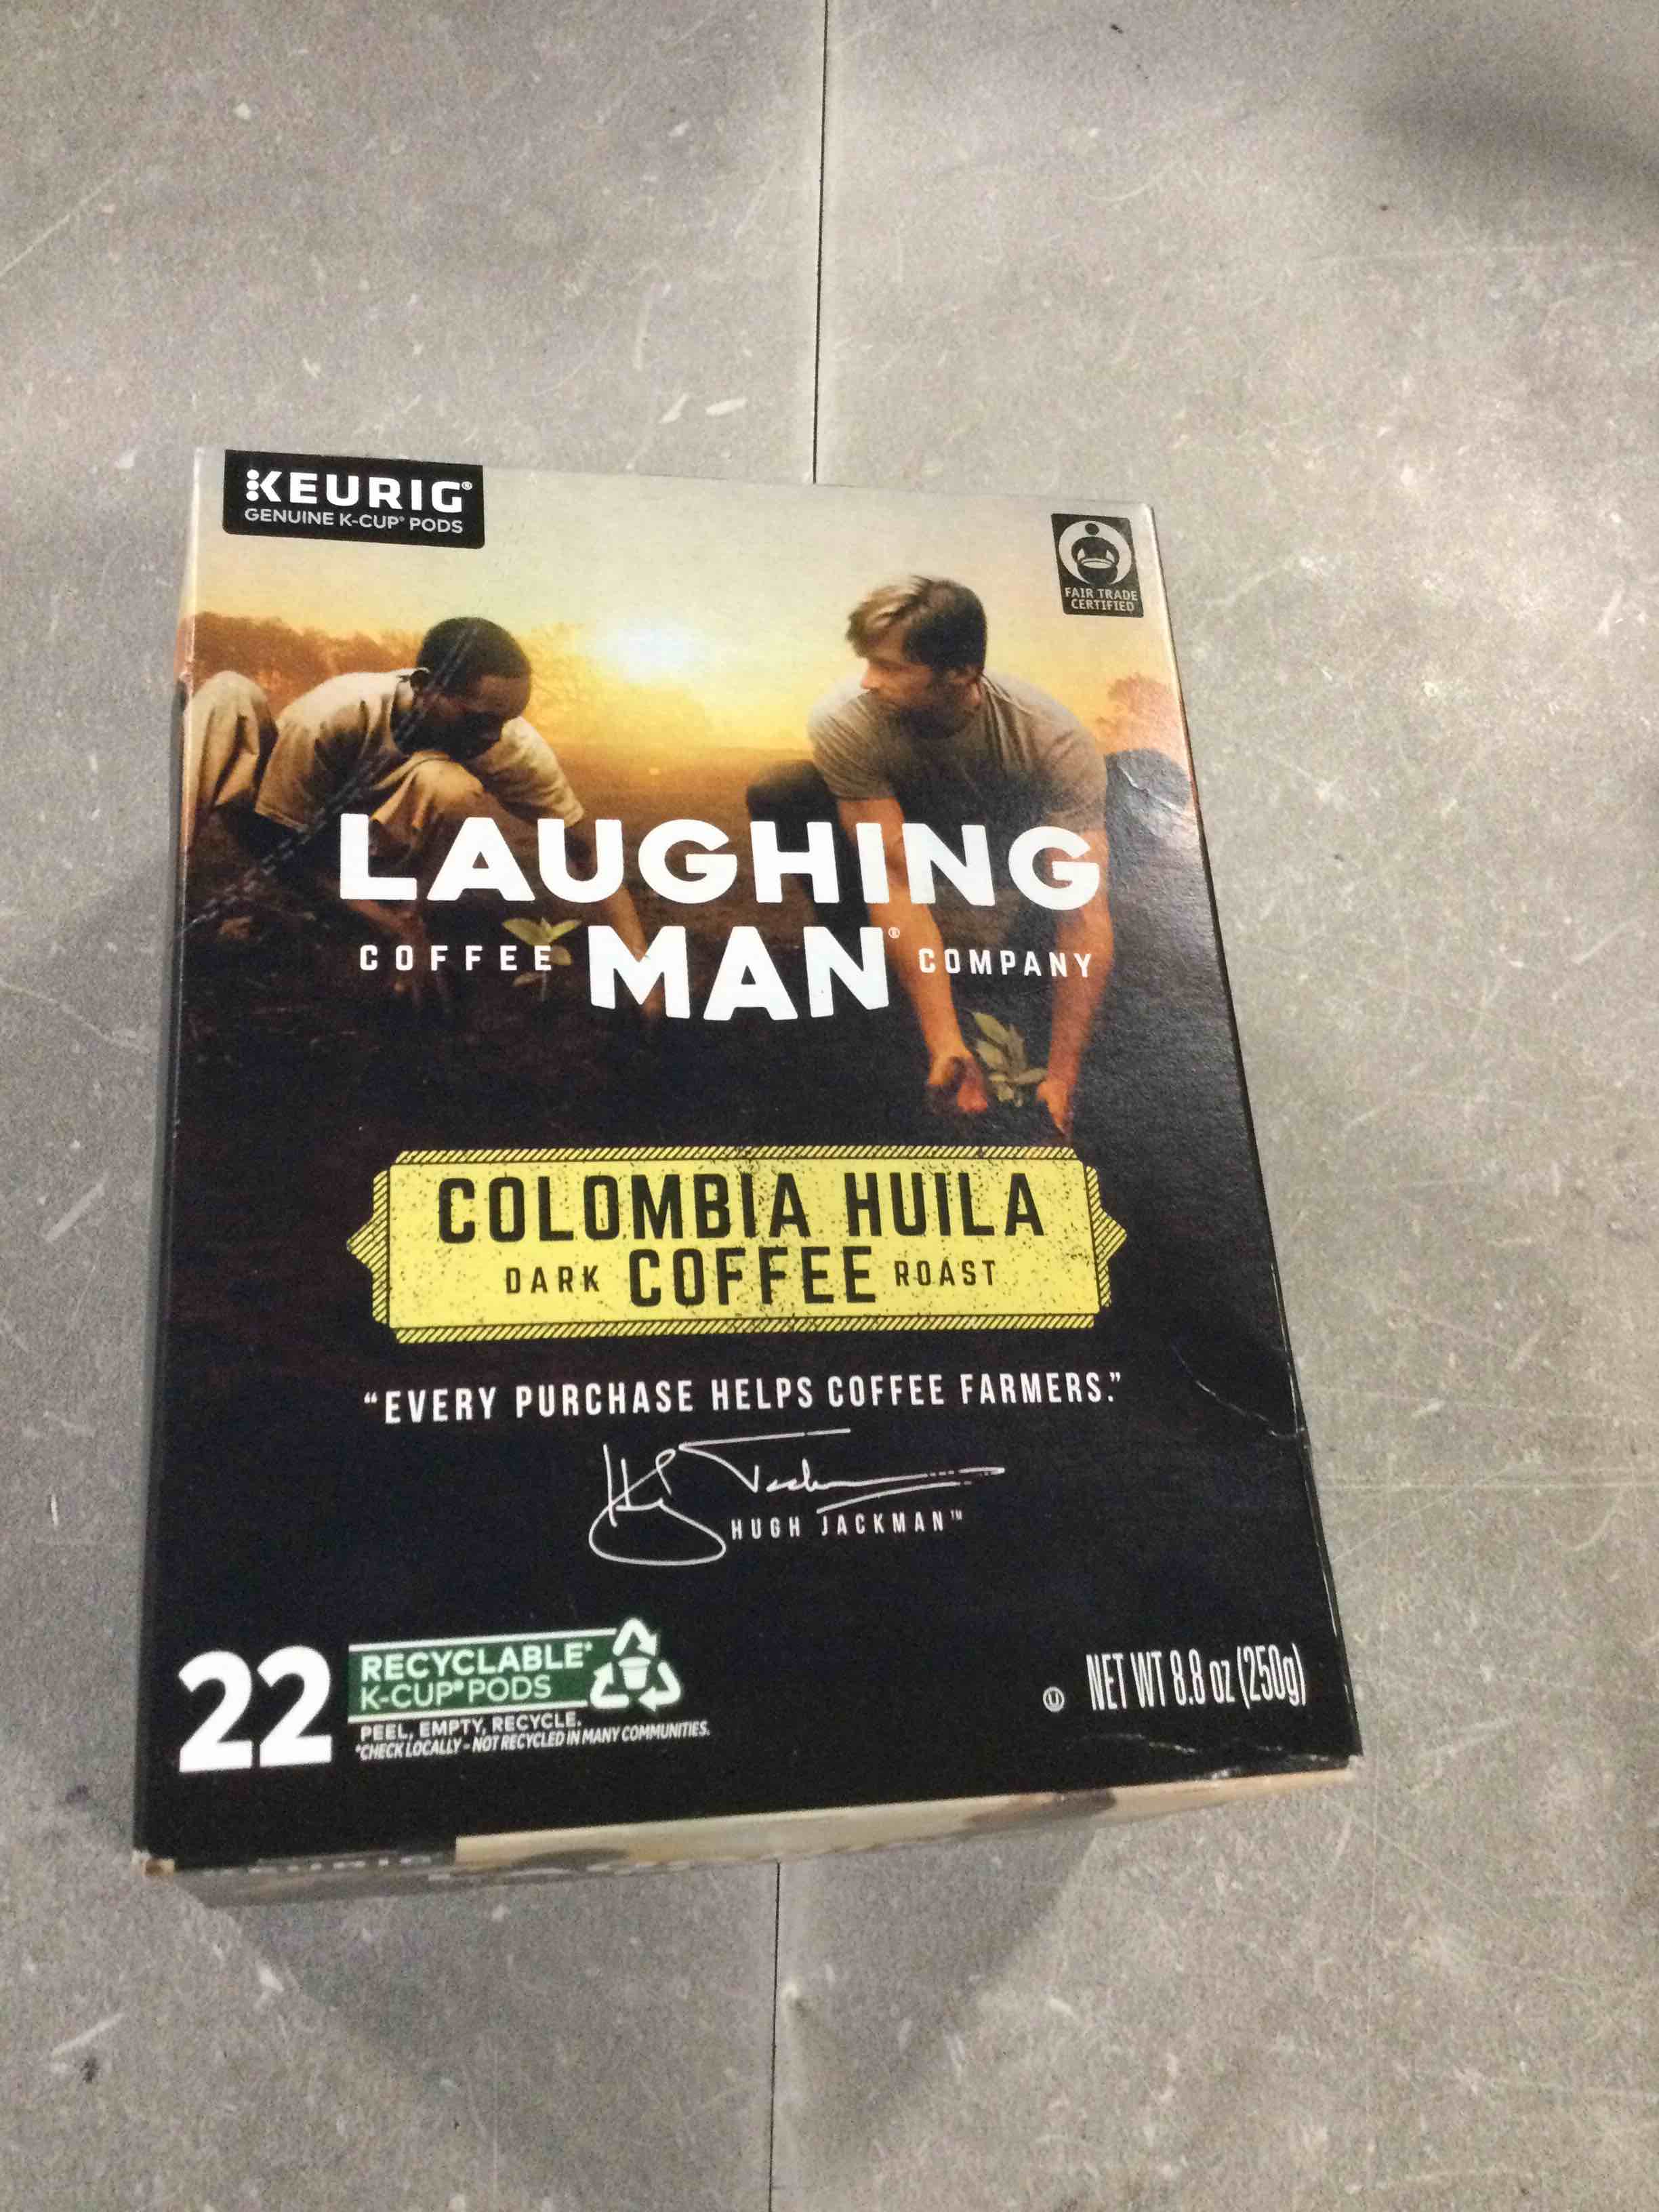 KEURIG®
GENUINE K-CUP® PODS
FAIR TRADE
CERTIFIED
LAUGHING
COFFEE MAN® COMPANY
COLOMBIA HUILA
DARK COFFEE ROAST
“EVERY PURCHASE HELPS COFFEE FARMERS.”
HUGH JACKMAN™
22
RECYCLABLE*
K-CUP® PODS
PEEL, EMPTY, RECYCLE.
*CHECK LOCALLY - NOT RECYCLED IN MANY COMMUNITIES.
U NET WT 8.8 oz (250g)